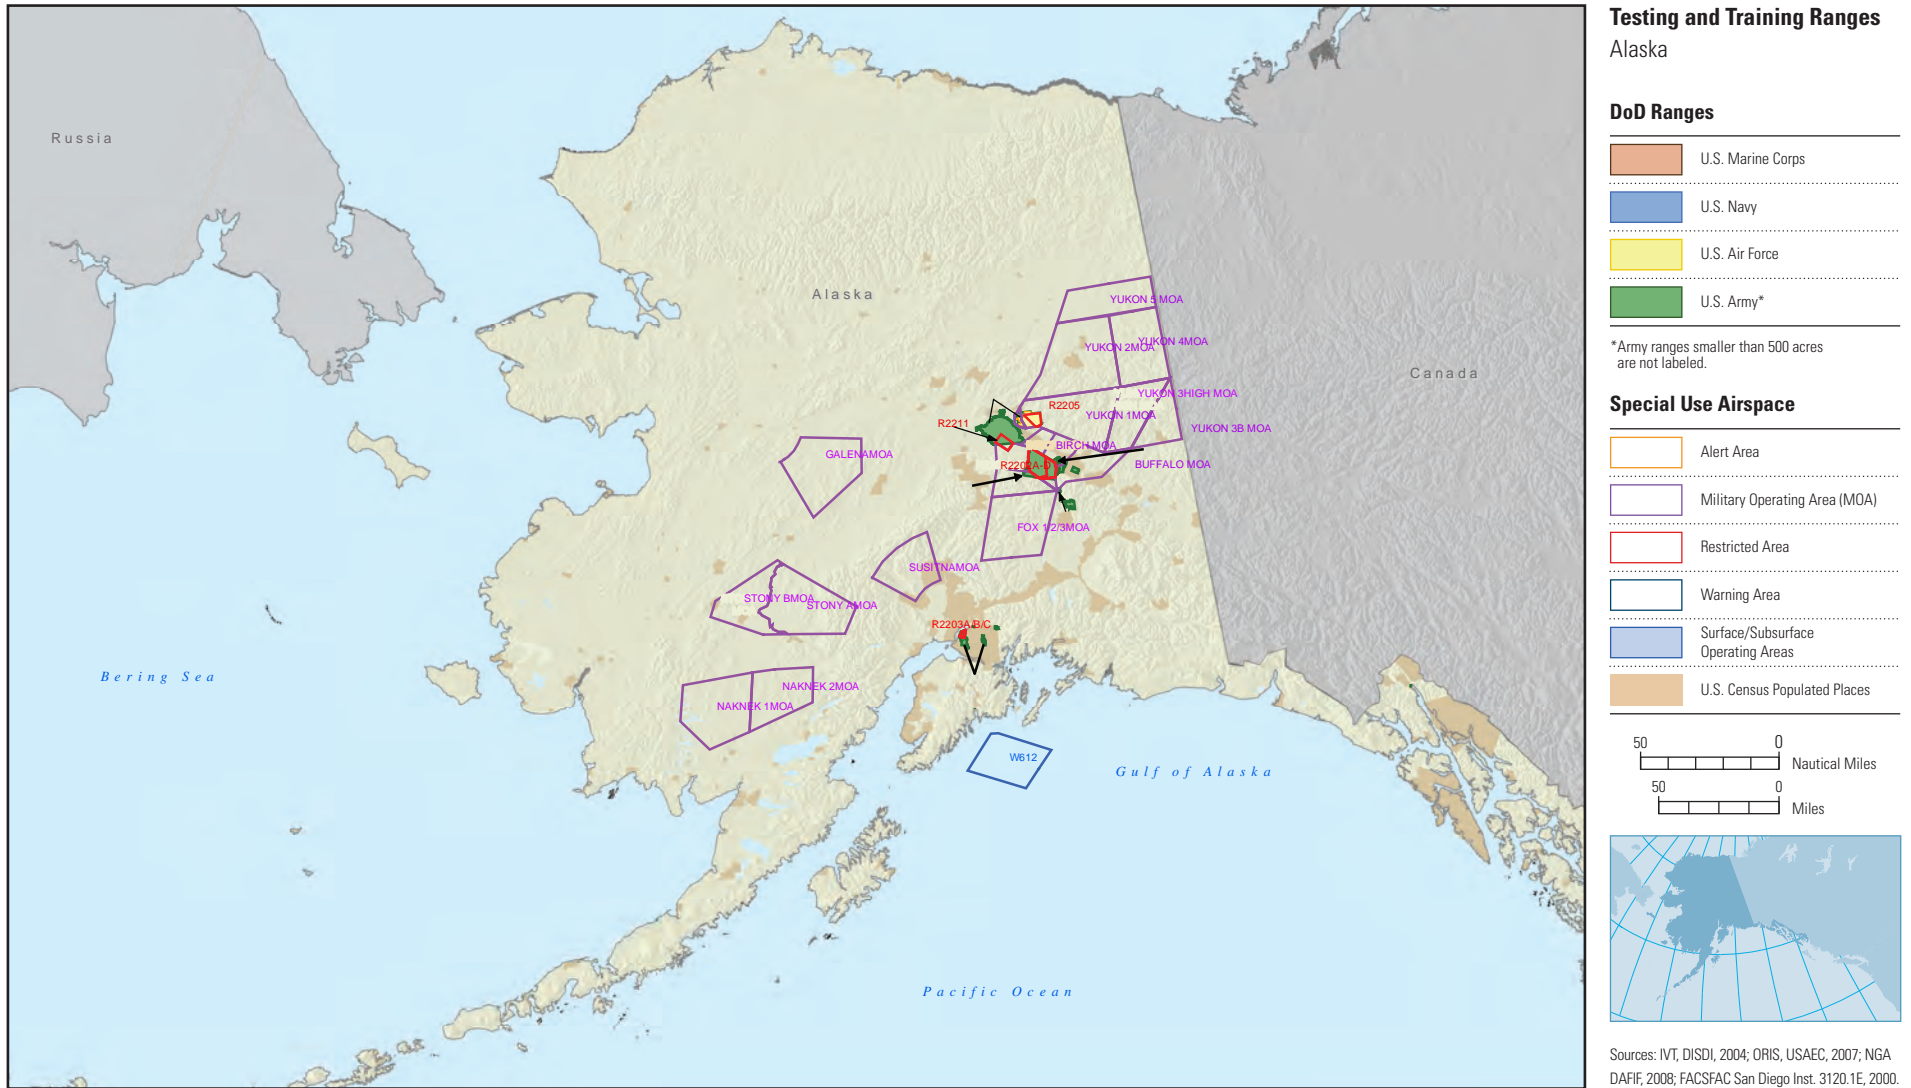 Testing and Training Ranges
Alaska
DoD Ranges
U.S. Marine Corps
U.S. Navy
U.S. Air Force
U.S. Army*
*Army ranges smaller than 500 acres
are not labeled.
Special Use Airspace
Alert Area
Military Operating Area (MOA)
Restricted Area
Warning Area
Surface/Subsurface
Operating Areas
U.S. Census Populated Places
50 0
Nautical Miles
50 0
Miles
Sources: IVT, DISDI, 2004; ORIS, USAEC, 2007; NGA
DAFIF, 2008; FACSFAC San Diego Inst. 3120.1E, 2000.
Russia
Alaska
Canada
YUKON 5 MOA
YUKON 4MOA
YUKON 2MOA
YUKON 3HIGH MOA
R2205
YUKON 1MOA
R2211
YUKON 3B MOA
BIRCH MOA
GALENAMOA
R2202A-D
BUFFALO MOA
FOX 1/2/3MOA
SUSITNAMOA
STONY BMOA
STONY AMOA
R2203A/B/C
Bering Sea
NAKNEK 2MOA
NAKNEK 1MOA
W612
Gulf of Alaska
Pacific Ocean